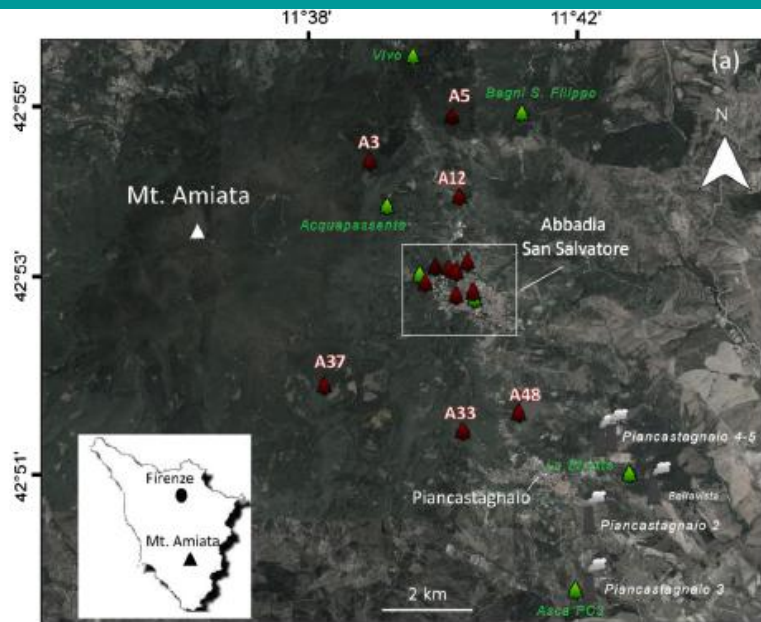 11°38
11°42
Vivo
(a)
42°55
A5
Bagni S. Filippo
N
A3
A12
Mt. Amiata
Acquapassante
Abbadia
San Salvatore
42°53
A37
A48
A33
Piancastagnaio 4-5
Firenze
42°51
Piancastagnaio
Bellavista
Mt. Amiata
Piancastagnaio 2
2 km
Piancastagnaio 3
Asca PC3